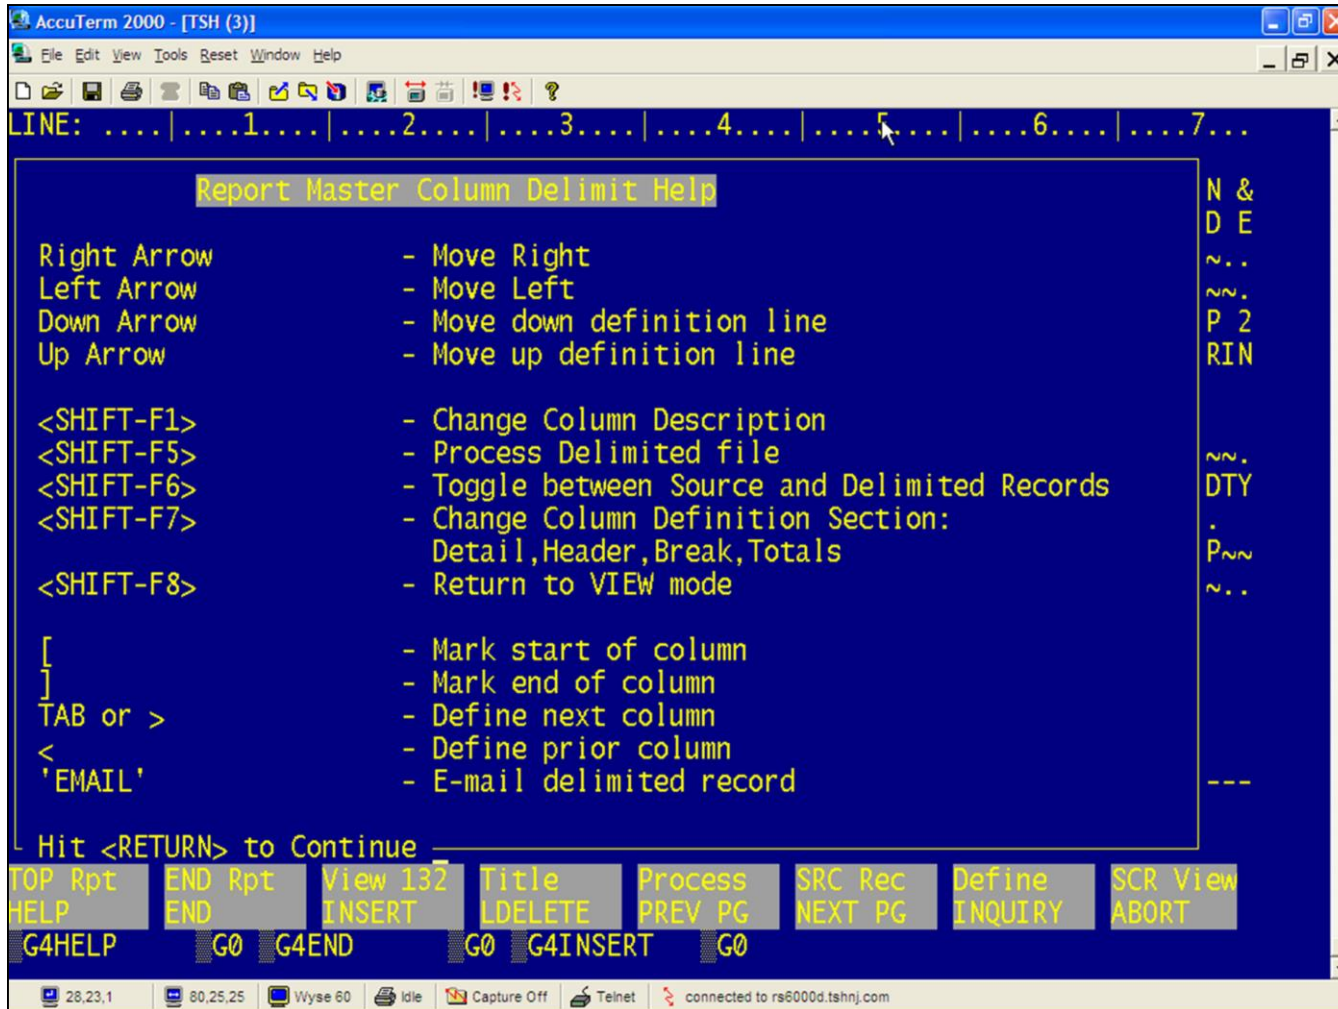 AccuTerm 2000 - [TSH (3)]
File Edit View Tools Reset Window Help
LINE: ....|....1....|....2....|....3....|....4....|....5....|....6....|....7...
Report Master Column Delimit Help N &
D E
Right Arrow - Move Right ~..
Left Arrow - Move Left ~~.
Down Arrow - Move down definition line P 2
Up Arrow - Move up definition line RIN
<SHIFT-F1> - Change Column Description
<SHIFT-F5> - Process Delimited file ~~.
<SHIFT-F6> - Toggle between Source and Delimited Records DTY
<SHIFT-F7> - Change Column Definition Section: .
Detail,Header,Break,Totals P~~
<SHIFT-F8> - Return to VIEW mode ~..
[ - Mark start of column
] - Mark end of column
TAB or > - Define next column
< - Define prior column
'EMAIL' - E-mail delimited record ---
Hit <RETURN> to Continue
TOP Rpt END Rpt View 132 Title Process SRC Rec Define SCR View
HELP END INSERT LDELETE PREV PG NEXT PG INQUIRY ABORT
G4HELP G0 G4END G0 G4INSERT G0
28,23,1 80,25,25 Wyse 60 Idle Capture Off Telnet connected to rs6000d.tshnj.com